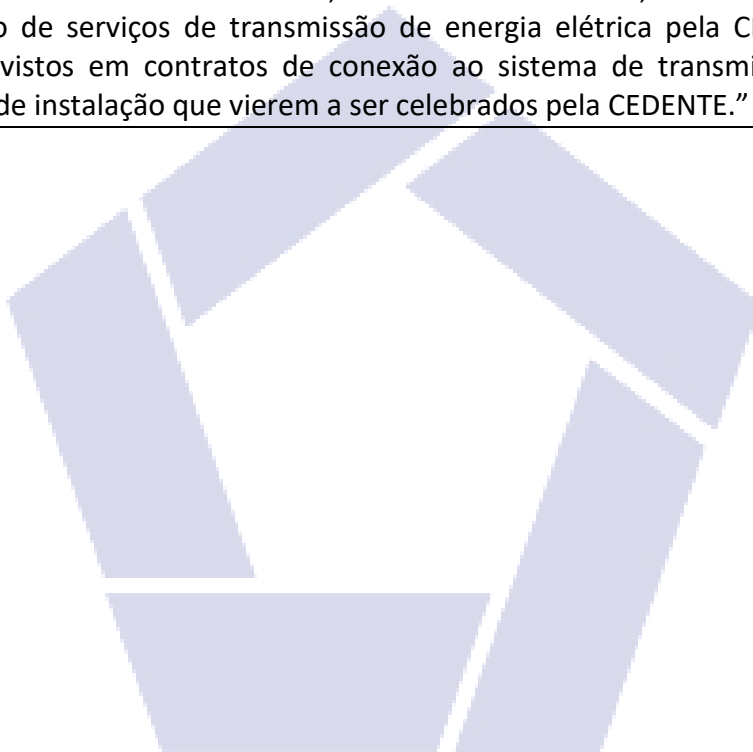 de serviços de transmissão de energia elétrica pela
vistos em contratos de conexão ao sistema de
de instalação que vierem a ser celebrados pela CEDENTE.”